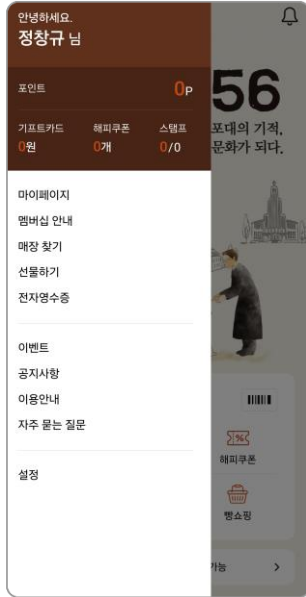 안녕하세요.
정창규 님
포인트
0P
기프트카드 해피쿠폰 스탬프
0원 0개 0/0
마이페이지
멤버십 안내
매장 찾기
선물하기
전자영수증
이벤트
공지사항
이용안내
자주 묻는 질문
설정
56
포대의 기적,
문화가 되다.
해피쿠폰
빵쇼핑
가능